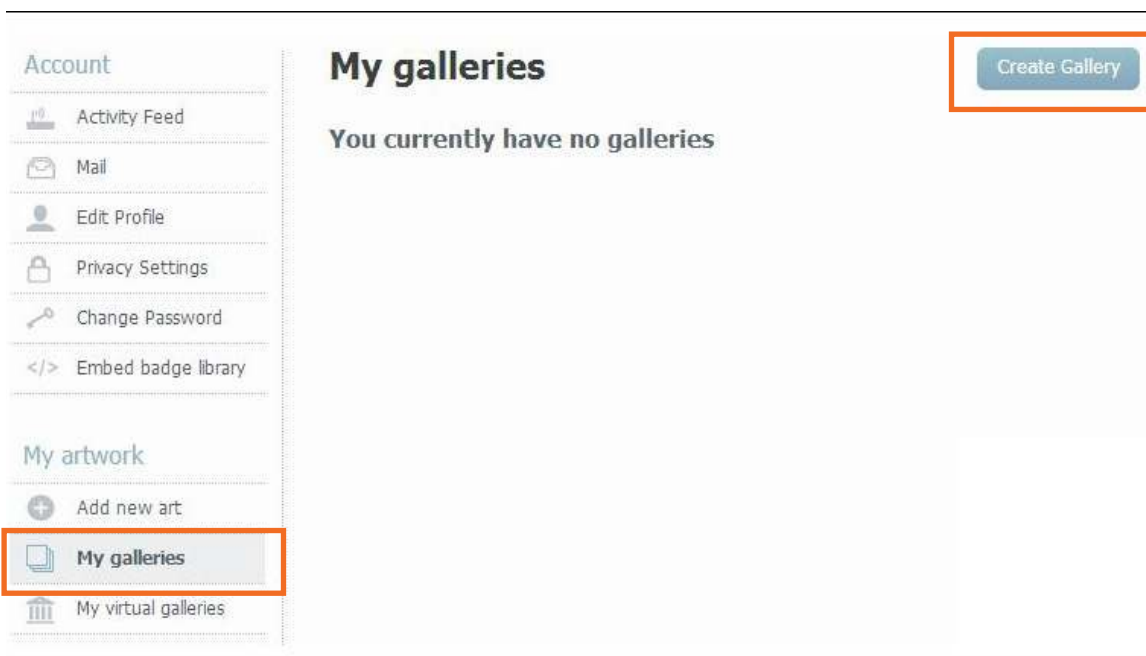 Account
Activity Feed
Mail
Edit Profile
Privacy Settings
Change Password
</> Embed badge library
My artwork
Add new art
My galleries
My virtual galleries
My galleries
Create Gallery
You currently have no galleries